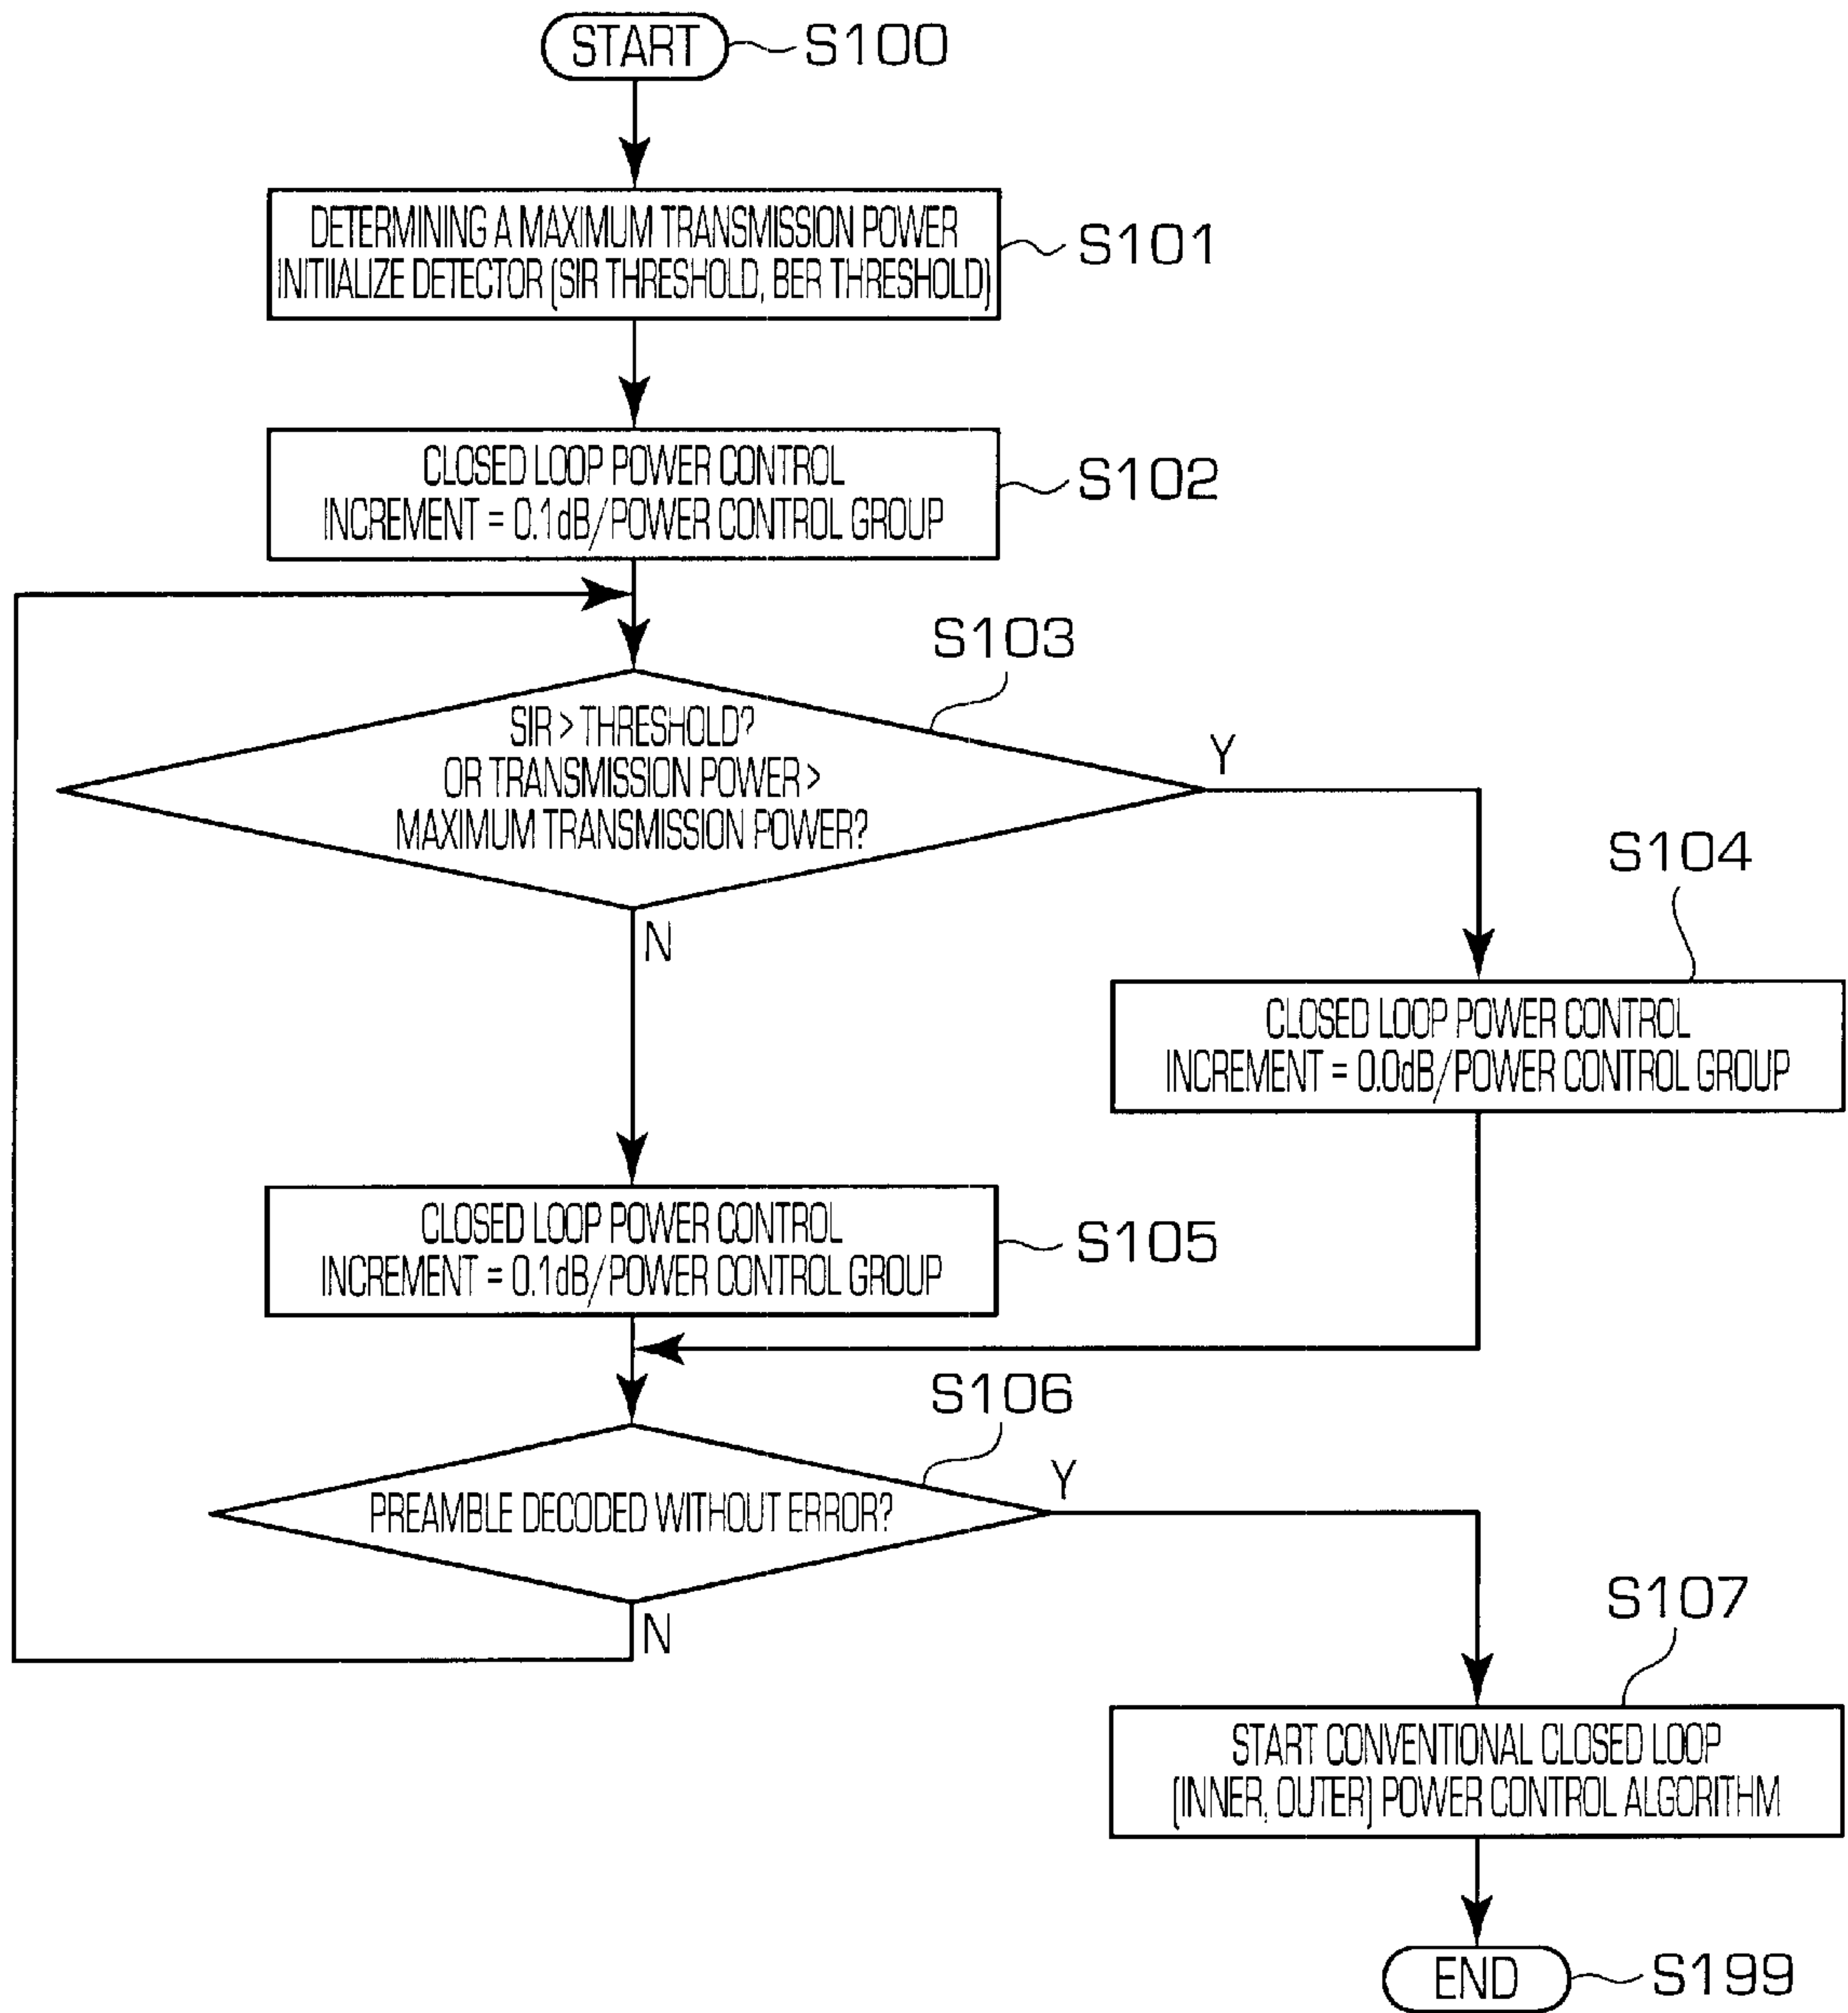 START
S100
DETERMINING A MAXIMUM TRANSMISSION POWER
INITIIALIZE DETECTOR (SIR THRESHOLD, BER THRESHOLD)
S101
CLOSED LOOP POWER CONTROL
INCREMENT = 0.1dB/POWER CONTROL GROUP
S102
S103
SIR > THRESHOLD?
OR TRANSMISSION POWER >
MAXIMUM TRANSMISSION POWER?
Y
N
S104
CLOSED LOOP POWER CONTROL
INCREMENT = 0.0dB/POWER CONTROL GROUP
CLOSED LOOP POWER CONTROL
INCREMENT = 0.1dB/POWER CONTROL GROUP
S105
S106
PREAMBLE DECODED WITHOUT ERROR?
Y
N
S107
START CONVENTIONAL CLOSED LOOP
(INNER, OUTER) POWER CONTROL ALGORITHM
END
S199